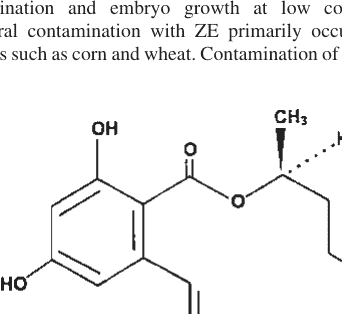 ination and embryo growth at low co
ral contamination with ZE primarily occu
s such as corn and wheat. Contamination of
CH₃
OH
O
O
HO